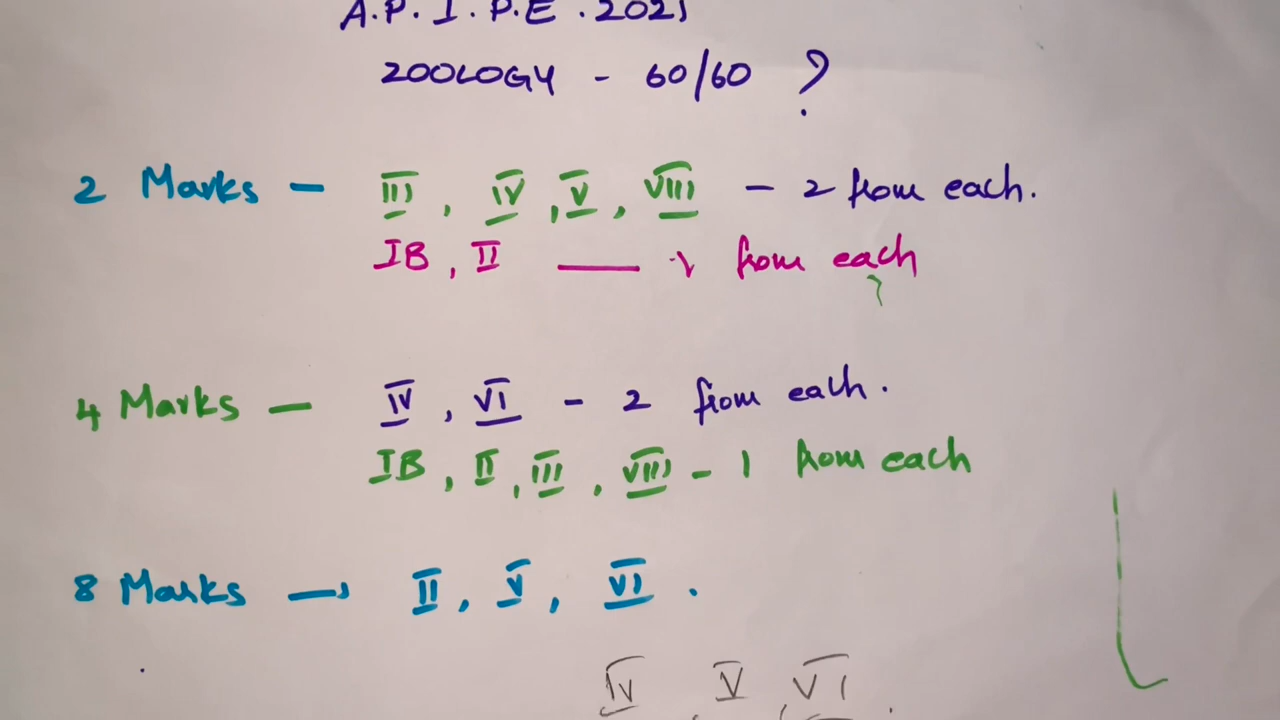 A.P.I.P.E. 2021
ZOOLOGY - 60/60 ?
2 Marks - III, IV, V, VIII - 2 from each.
IB, II — 1 from each
4 Marks - IV, VI - 2 from each.
IB, II, III, VIII - 1 from each
8 Marks → II, V, VI.
IV, V, VI.